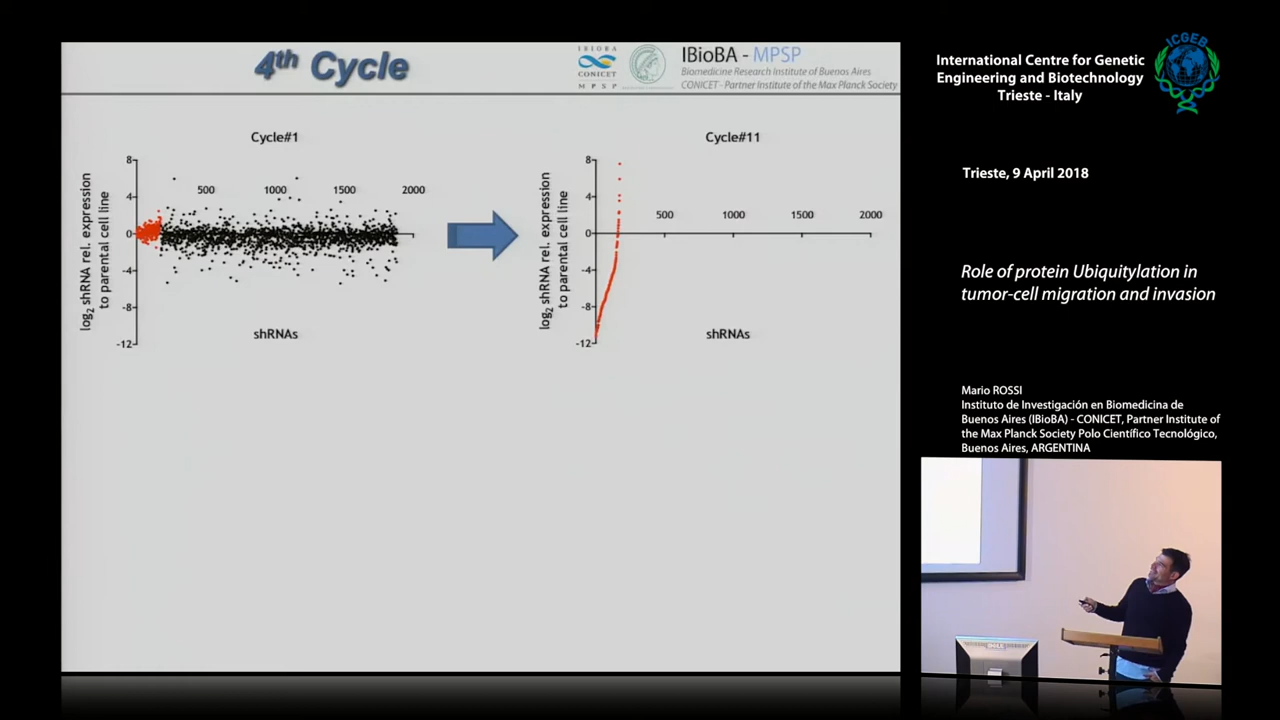 4th Cycle
IBIOBA
CONICET
MPSP
IBioBA - MPSP
Biomedicine Research Institute of Buenos Aires
CONICET - Partner Institute of the Max Planck Society
Cycle#1
log2 shRNA rel. expression
to parental cell line
8
4
0
-4
-8
-12
500
1000
1500
2000
shRNAs
Cycle#11
log2 shRNA rel. expression
to parental cell line
8
4
0
-4
-8
-12
500
1000
1500
2000
shRNAs
International Centre for Genetic
Engineering and Biotechnology
Trieste - Italy
ICGEB
Trieste, 9 April 2018
Role of protein Ubiquitylation in
tumor-cell migration and invasion
Mario ROSSI
Instituto de Investigación en Biomedicina de
Buenos Aires (IBioBA) - CONICET, Partner Institute of
the Max Planck Society Polo Científico Tecnológico,
Buenos Aires, ARGENTINA